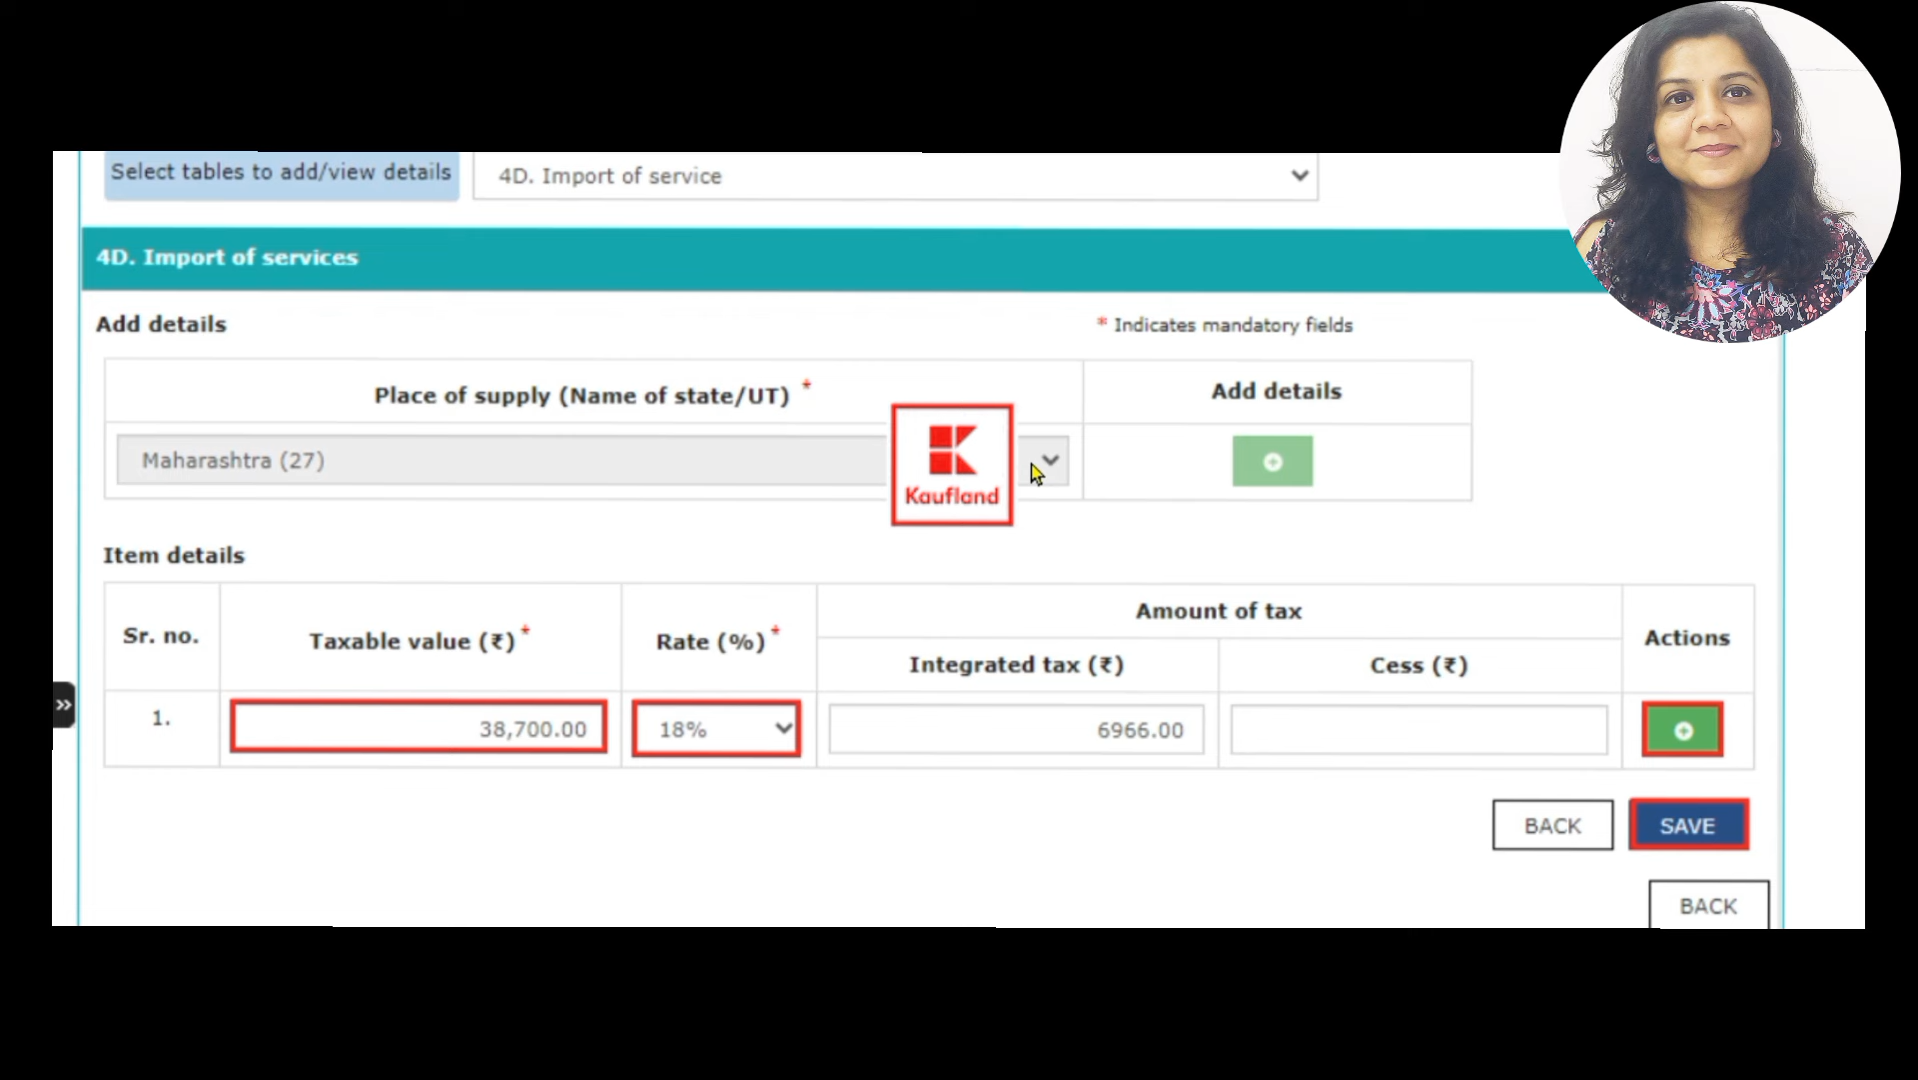 Select tables to add/view details
4D. Import of service
4D. Import of services
Add details
* Indicates mandatory fields
Place of supply (Name of state/UT) *
Add details
Maharashtra (27)
Kaufland
Item details
Sr. no.
Taxable value (₹) *
Rate (%) *
Amount of tax
Integrated tax (₹)
Cess (₹)
Actions
1.
38,700.00
18%
6966.00
BACK
SAVE
BACK